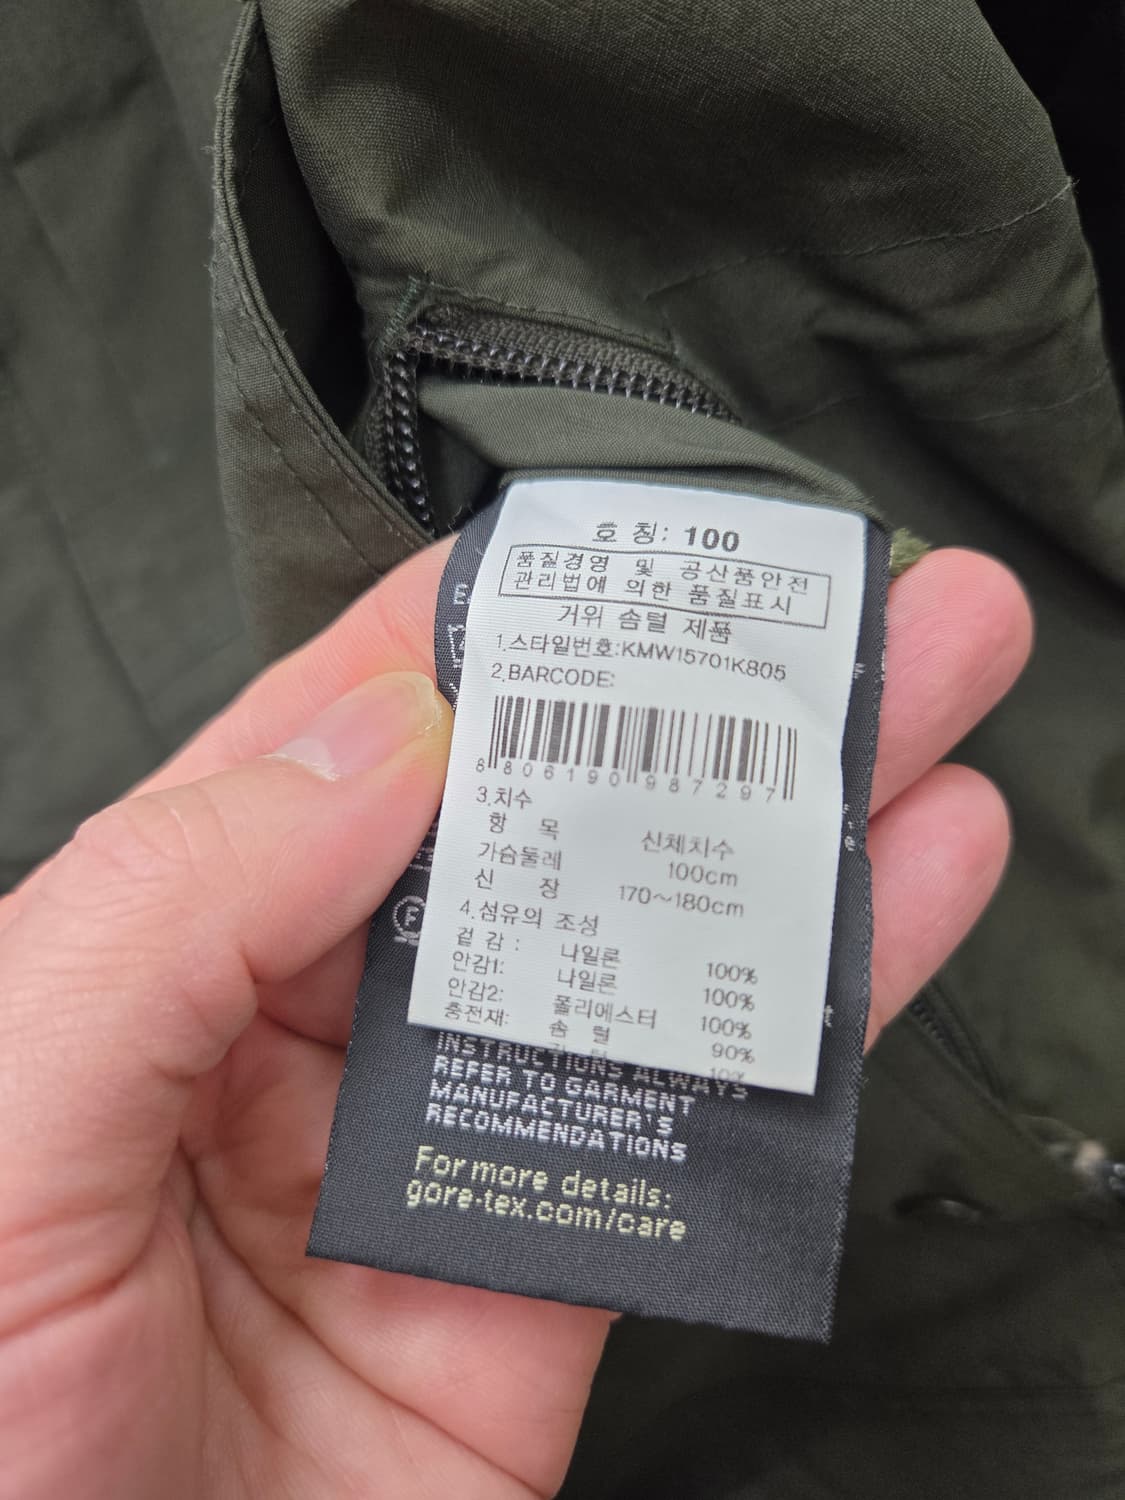 호 칭: 100
품질경영 및 공산품안전
관리법에 의한 품질표시
거위 솜털 제품
1.스타일번호:KMW15701K805
2.BARCODE:
8 806190 987297
3.치수
항 목 신체치수
가슴둘레 100cm
신 장 170~180cm
4.섬유의 조성
겉 감 : 나일론 100%
안감1: 나일론 100%
안감2: 폴리에스터 100%
충전재: 솜 털 90%
10%
INSTRUCTIONS ALWAYS
REFER TO GARMENT
MANUFACTURER'S
RECOMMENDATIONS
For more details:
gore-tex.com/care